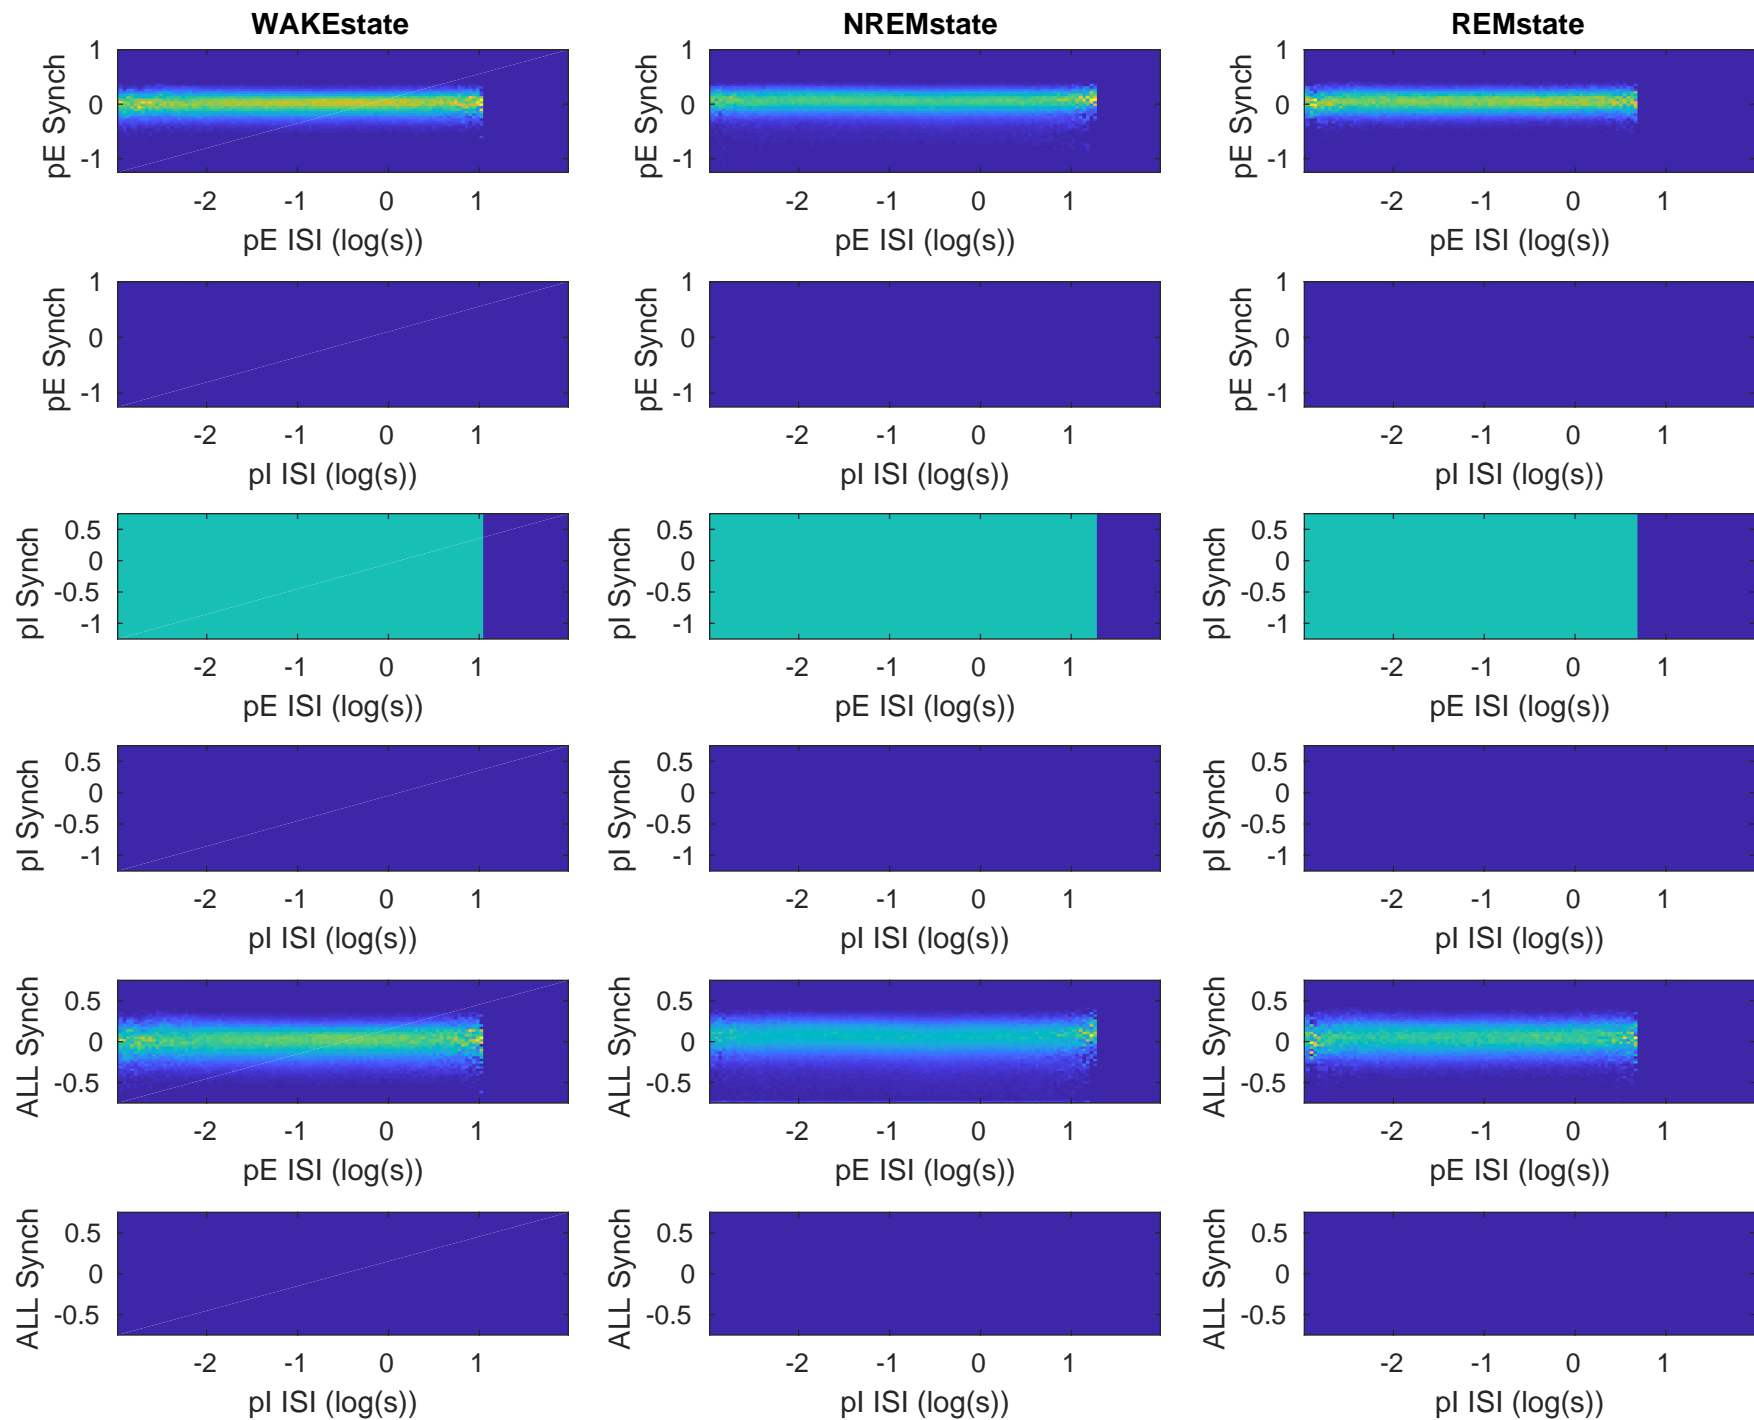 WAKEstate NREMstate REMstate
pE Synch 1 0 -1 pE Synch 1 0 -1 pE Synch 1 0 -1
-2 -1 0 1 -2 -1 0 1 -2 -1 0 1
pE ISI (log(s)) pE ISI (log(s)) pE ISI (log(s))
pE Synch 1 0 -1 pE Synch 1 0 -1 pE Synch 1 0 -1
-2 -1 0 1 -2 -1 0 1 -2 -1 0 1
pI ISI (log(s)) pI ISI (log(s)) pI ISI (log(s))
pI Synch 0.5 0 -0.5 -1 pI Synch 0.5 0 -0.5 -1 pI Synch 0.5 0 -0.5 -1
-2 -1 0 1 -2 -1 0 1 -2 -1 0 1
pE ISI (log(s)) pE ISI (log(s)) pE ISI (log(s))
pI Synch 0.5 0 -0.5 -1 pI Synch 0.5 0 -0.5 -1 pI Synch 0.5 0 -0.5 -1
-2 -1 0 1 -2 -1 0 1 -2 -1 0 1
pI ISI (log(s)) pI ISI (log(s)) pI ISI (log(s))
ALL Synch 0.5 0 -0.5 ALL Synch 0.5 0 -0.5 ALL Synch 0.5 0 -0.5
-2 -1 0 1 -2 -1 0 1 -2 -1 0 1
pE ISI (log(s)) pE ISI (log(s)) pE ISI (log(s))
ALL Synch 0.5 0 -0.5 ALL Synch 0.5 0 -0.5 ALL Synch 0.5 0 -0.5
-2 -1 0 1 -2 -1 0 1 -2 -1 0 1
pI ISI (log(s)) pI ISI (log(s)) pI ISI (log(s))